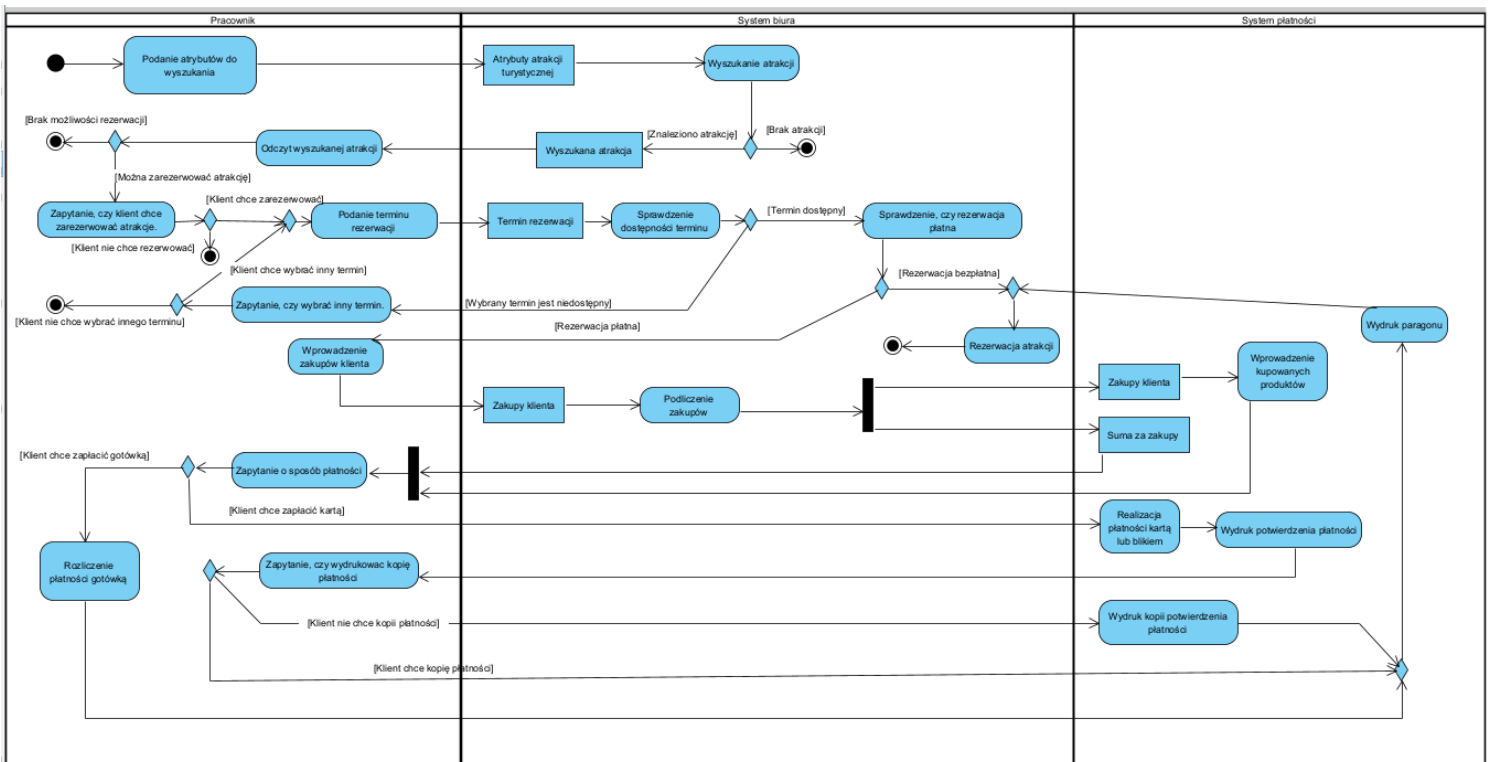 Pracownik
System biura
System płatności
Podanie atrybutów do
wyszukania
Atrybuty atrakcji
turystycznej
Wyszukanie atrakcji
[Brak możliwości rezerwacji]
Odczyt wyszukanej atrakcji
Wyszukana atrakcja
[Znaleziono atrakcję]
[Brak atrakcji]
[Można zarezerwować atrakcję]
[Klient chce zarezerwować]
Zapytanie, czy klient chce
zarezerwować atrakcje.
Podanie terminu
rezerwacji
Termin rezerwacji
Sprawdzenie
dostępności terminu
[Termin dostępny]
Sprawdzenie, czy rezerwacja
płatna
[Klient nie chce rezerwować]
[Klient chce wybrać inny termin]
[Rezerwacja bezpłatna]
Zapytanie, czy wybrać inny termin.
[Wybrany termin jest niedostępny]
[Klient nie chce wybrać innego terminu]
[Rezerwacja płatna]
Wydruk paragonu
Wprowadzenie
zakupów klienta
Rezerwacja atrakcji
Wprowadzenie
kupowanych
produktów
Zakupy klienta
Podliczenie
zakupów
Zakupy klienta
Suma za zakupy
[Klient chce zapłacić gotówką]
Zapytanie o sposób płatności
[Klient chce zapłacić kartą]
Realizacja
płatności kartą
lub blikiem
Wydruk potwierdzenia płatności
Rozliczenie
płatności gotówką
Zapytanie, czy wydrukowac kopię
płatności
[Klient nie chce kopii płatności]
Wydruk kopii potwierdzenia
płatności
[Klient chce kopię płatności]